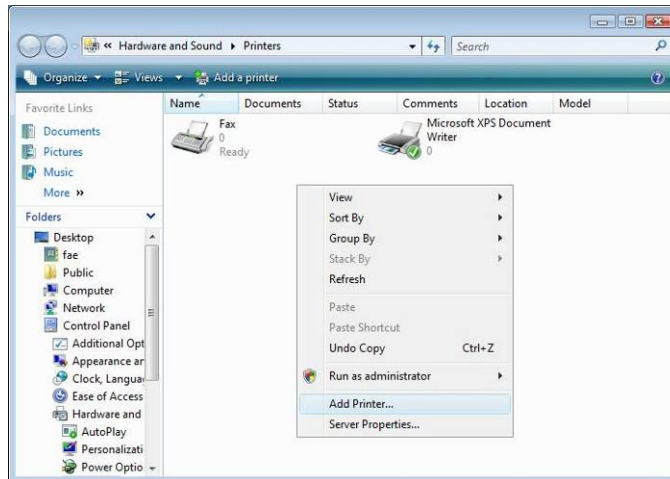 « Hardware and Sound ▸ Printers
Search
Organize Views Add a printer
Favorite Links
Documents
Pictures
Music
More »
Folders
Desktop
fae
Public
Computer
Network
Control Panel
Additional Opt
Appearance an
Clock, Languag
Ease of Access
Hardware and
AutoPlay
Personalizati
Power Optio
Name Documents Status Comments Location Model
Fax
0
Ready
Microsoft XPS Document
Writer
0
View
Sort By
Group By
Stack By
Refresh
Paste
Paste Shortcut
Undo Copy Ctrl+Z
Run as administrator
Add Printer...
Server Properties...